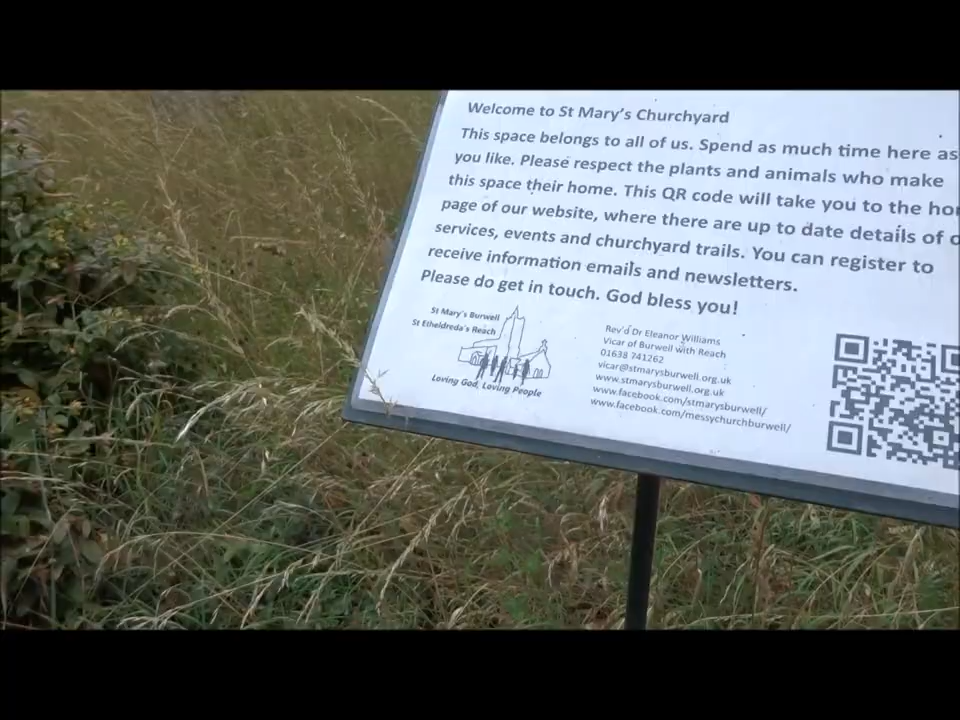 Welcome to St Mary's Churchyard
This space belongs to all of us. Spend as much time here as
you like. Please respect the plants and animals who make
this space their home. This QR code will take you to the
page of our website, where there are up to date details of
services, events and churchyard trails. You can register to
receive information emails and newsletters.
Please do get in touch. God bless you!
St Mary's Burwell
St Etheldreda's Reach
Loving God, Loving People
Rev'd Dr Eleanor Williams
Vicar of Burwell with Reach
01638 741262
vicar@stmarysburwell.org.uk
www.stmarysburwell.org.uk
www.facebook.com/stmarysburwell/
www.facebook.com/messychurchburwell/